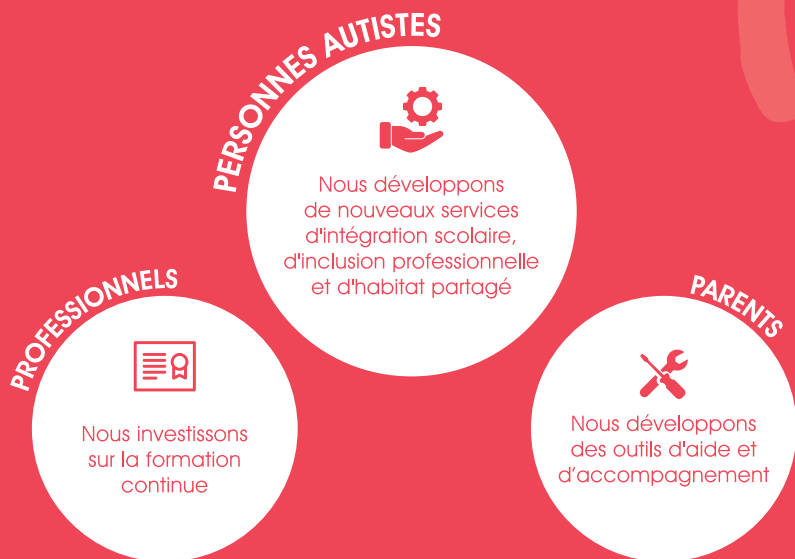 PERSONNES AUTISTES
Nous développons
de nouveaux services
d'intégration scolaire,
d'inclusion professionnelle
et d'habitat partagé
PROFESSIONNELS
Nous investissons
sur la formation
continue
PARENTS
Nous développons
des outils d'aide et
d’accompagnement